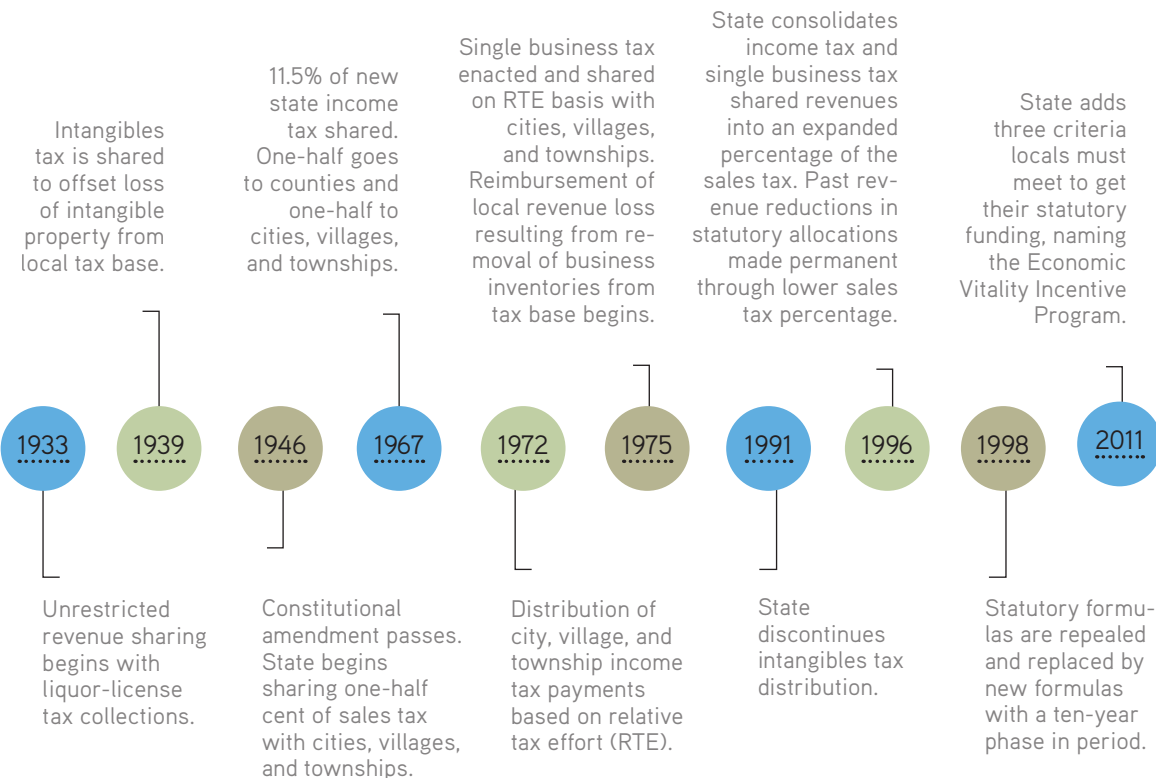 Intangibles
tax is shared
to offset loss
of intangible
property from
local tax base.
11.5% of new
state income
tax shared.
One-half goes
to counties and
one-half to
cities, villages,
and townships.
Single business tax
enacted and shared
on RTE basis with
cities, villages,
and townships.
Reimbursement of
local revenue loss
resulting from re-
moval of business
inventories from
tax base begins.
State consolidates
income tax and
single business tax
shared revenues
into an expanded
percentage of the
sales tax. Past rev-
enue reductions in
statutory allocations
made permanent
through lower sales
tax percentage.
State adds
three criteria
locals must
meet to get
their statutory
funding, naming
the Economic
Vitality Incentive
Program.
1933
1939
1946
1967
1972
1975
1991
1996
1998
2011
Unrestricted
revenue sharing
begins with
liquor-license
tax collections.
Constitutional
amendment passes.
State begins
sharing one-half
cent of sales tax
with cities, villages,
and townships.
Distribution of
city, village, and
township income
tax payments
based on relative
tax effort (RTE).
State
discontinues
intangibles tax
distribution.
Statutory formu-
las are repealed
and replaced by
new formulas
with a ten-year
phase in period.